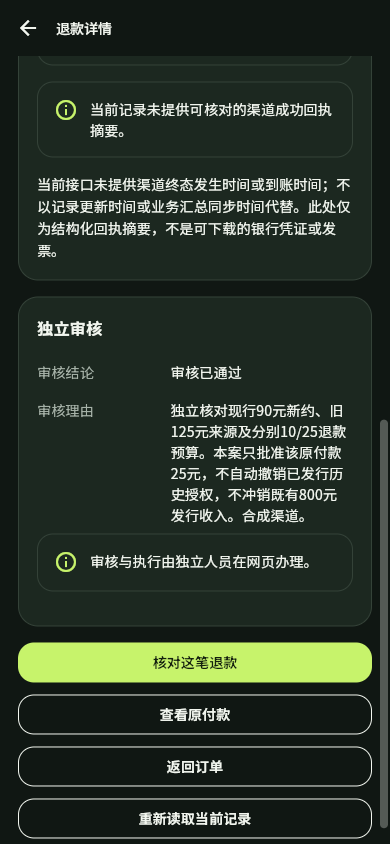 退款详情
当前记录未提供可核对的渠道成功回执
摘要。
当前接口未提供渠道终态发生时间或到账时间；不
以记录更新时间或业务汇总同步时间代替。此处仅
为结构化回执摘要，不是可下载的银行凭证或发
票。
独立审核
审核结论
审核已通过
审核理由
独立核对现行90元新约、旧
125元来源及分别10/25退款
预算。本案只批准该原付款
25元，不自动撤销已发行历
史授权，不冲销既有800元
发行收入。合成渠道。
审核与执行由独立人员在网页办理。
核对这笔退款
查看原付款
返回订单
重新读取当前记录